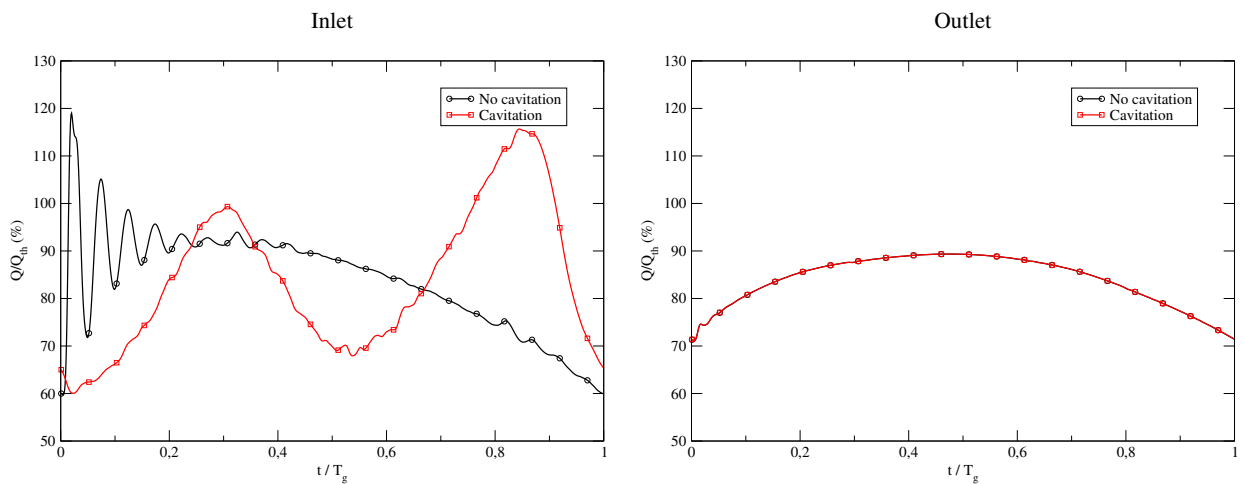 Inlet
130
120
110
100
90
80
70
60
50
Q/Q_th (%)
No cavitation
Cavitation
0 0,2 0,4 0,6 0,8 1
t / T_g
Outlet
130
120
110
100
90
80
70
60
50
Q/Q_th (%)
No cavitation
Cavitation
0 0,2 0,4 0,6 0,8 1
t / T_g